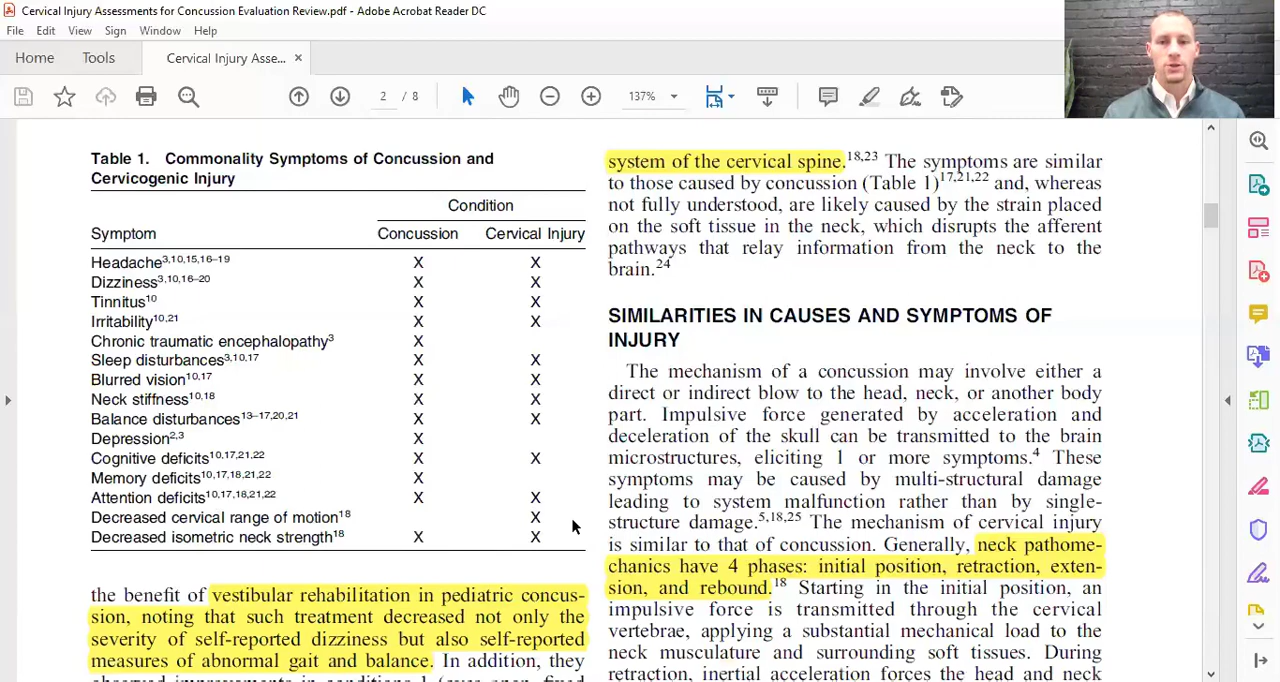 Cervical Injury Assessments for Concussion Evaluation Review.pdf - Adobe Acrobat Reader DC
File Edit View Sign Window Help
Home Tools Cervical Injury Asse... ×
2 / 8 137%
Table 1. Commonality Symptoms of Concussion and
Cervicogenic Injury
Condition
Symptom Concussion Cervical Injury
Headache3,10,15,16–19 X X
Dizziness3,10,16–20 X X
Tinnitus10 X X
Irritability10,21 X X
Chronic traumatic encephalopathy3 X
Sleep disturbances3,10,17 X X
Blurred vision10,17 X X
Neck stiffness10,18 X X
Balance disturbances13–17,20,21 X X
Depression2,3 X
Cognitive deficits10,17,21,22 X X
Memory deficits10,17,18,21,22 X
Attention deficits10,17,18,21,22 X X
Decreased cervical range of motion18 X
Decreased isometric neck strength18 X X
the benefit of vestibular rehabilitation in pediatric concus-
sion, noting that such treatment decreased not only the
severity of self-reported dizziness but also self-reported
measures of abnormal gait and balance. In addition, they
observed improvements in conditions 1 (eyes open, fixed
system of the cervical spine.18,23 The symptoms are similar
to those caused by concussion (Table 1)17,21,22 and, whereas
not fully understood, are likely caused by the strain placed
on the soft tissue in the neck, which disrupts the afferent
pathways that relay information from the neck to the
brain.24
SIMILARITIES IN CAUSES AND SYMPTOMS OF
INJURY
The mechanism of a concussion may involve either a
direct or indirect blow to the head, neck, or another body
part. Impulsive force generated by acceleration and
deceleration of the skull can be transmitted to the brain
microstructures, eliciting 1 or more symptoms.4 These
symptoms may be caused by multi-structural damage
leading to system malfunction rather than by single-
structure damage.5,18,25 The mechanism of cervical injury
is similar to that of concussion. Generally, neck pathome-
chanics have 4 phases: initial position, retraction, exten-
sion, and rebound.18 Starting in the initial position, an
impulsive force is transmitted through the cervical
vertebrae, applying a substantial mechanical load to the
neck musculature and surrounding soft tissues. During
retraction, inertial acceleration forces the head and neck